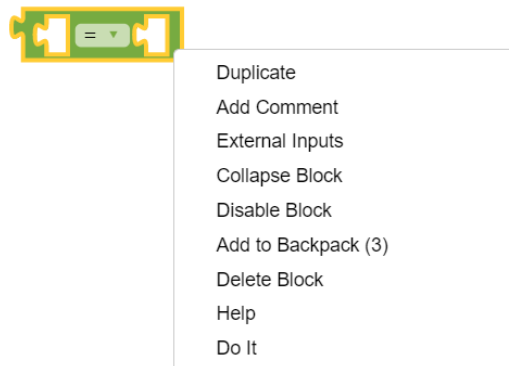 =
Duplicate
Add Comment
External Inputs
Collapse Block
Disable Block
Add to Backpack (3)
Delete Block
Help
Do It